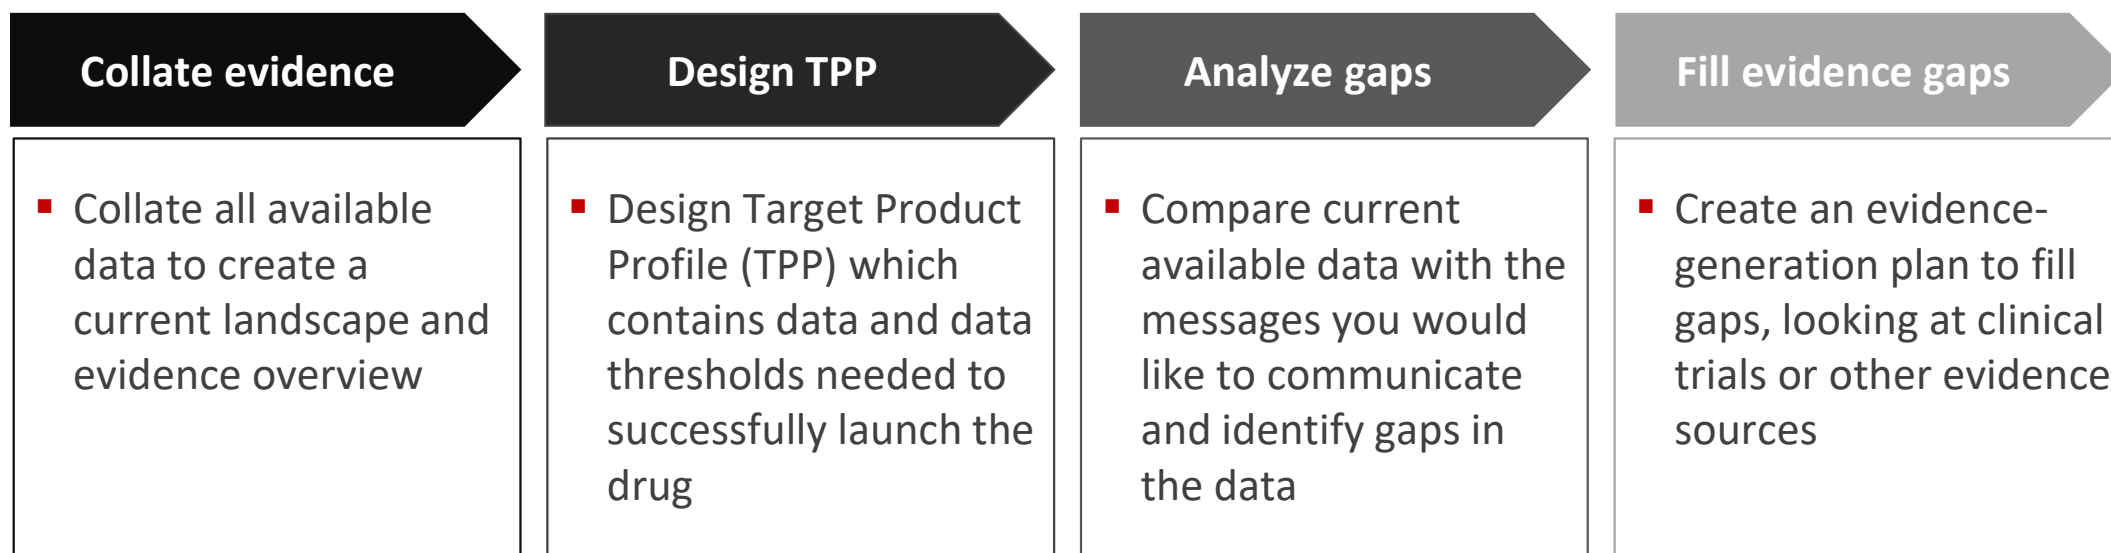 Collate evidence
▪ Collate all available
data to create a
current landscape and
evidence overview
Design TPP
▪ Design Target Product
Profile (TPP) which
contains data and data
thresholds needed to
successfully launch the
drug
Analyze gaps
▪ Compare current
available data with the
messages you would
like to communicate
and identify gaps in
the data
Fill evidence gaps
▪ Create an evidence-
generation plan to fill
gaps, looking at clinical
trials or other evidence
sources